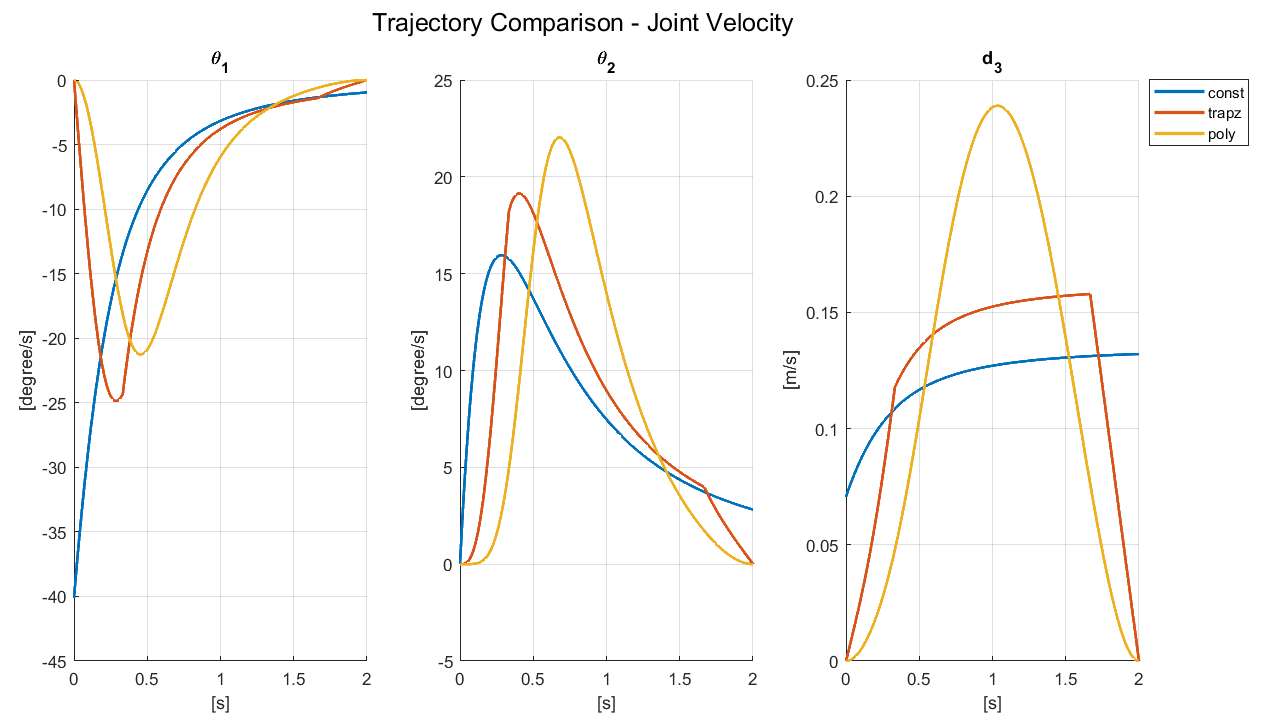 Trajectory Comparison - Joint Velocity
θ1
0
-5
-10
-15
-20
-25
-30
-35
-40
-45
[degree/s]
0 0.5 1 1.5 2
[s]
θ2
25
20
15
10
5
0
-5
[degree/s]
0 0.5 1 1.5 2
[s]
d3
0.25
0.2
0.15
0.1
0.05
0
[m/s]
0 0.5 1 1.5 2
[s]
const
trapz
poly